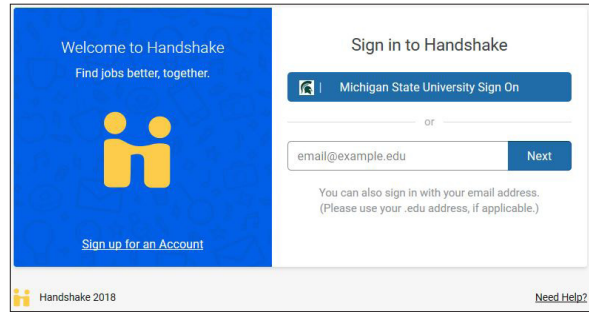 Welcome to Handshake
Find jobs better, together.
Sign up for an Account
Sign in to Handshake
| Michigan State University Sign On
or
email@example.edu
Next
You can also sign in with your email address.
(Please use your .edu address, if applicable.)
Handshake 2018
Need Help?